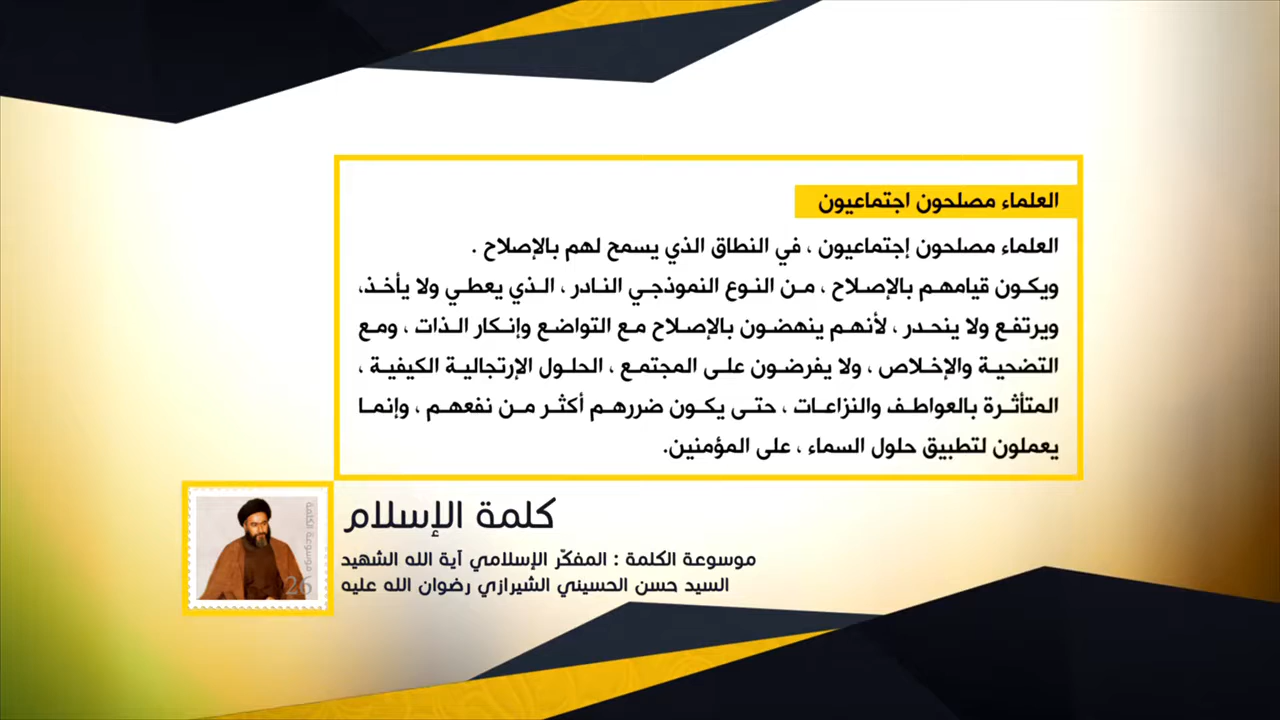 العلماء مصلحون اجتماعيون
العلماء مصلحون إجتماعيون ، في النطاق الذي يسمح لهم بالإصلاح .
ويكون قيامهم بالإصلاح ، من النوع النموذجي النادر ، الذي يعطي ولا يأخذ،
ويرتفع ولا ينحدر ، لأنهم ينهضون بالإصلاح مع التواضع وإنكار الذات ، ومع
التضحية والإخلاص ، ولا يفرضون على المجتمع ، الحلول الإرتجالية الكيفية ،
المتأثرة بالعواطف والنزاعات ، حتى يكون ضررهم أكثر من نفعهم ، وإنما
يعملون لتطبيق حلول السماء ، على المؤمنين.
كلمة الإسلام
موسوعة الكلمة : المفكّر الإسلامي آية الله الشهيد
السيد حسن الحسيني الشيرازي رضوان الله عليه
موسوعة الكلمة
26